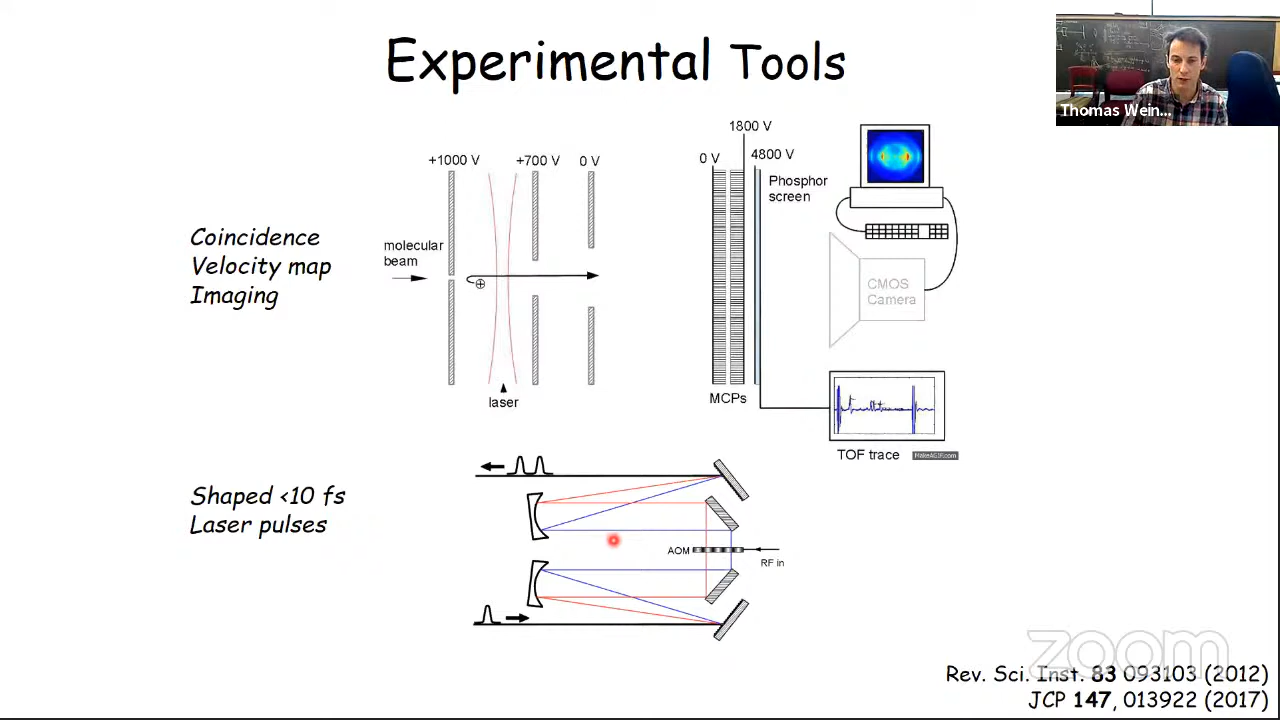 Experimental Tools
Thomas Wein...
1800 V
+1000 V
+700 V
0 V
0 V
4800 V
Phosphor
screen
Coincidence
Velocity map
Imaging
molecular
beam
CMOS
Camera
laser
MCPs
TOF trace
MakeAGIF.com
Shaped <10 fs
Laser pulses
AOM
RF in
zoom
Rev. Sci. Inst. 83 093103 (2012)
JCP 147, 013922 (2017)